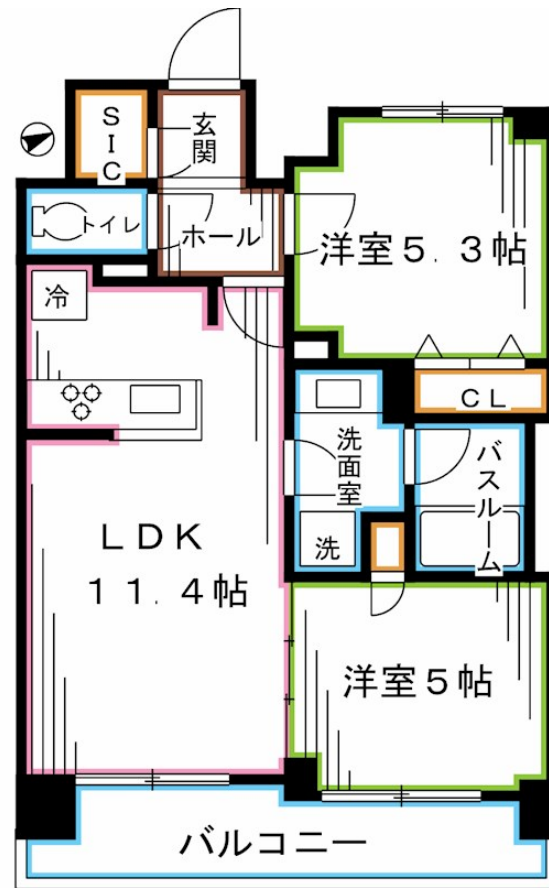 SIC
玄関
トイレ
ホール
洋室5.3帖
冷
CL
洗面室
バスルーム
洗
LDK
11.4帖
洋室5帖
バルコニー